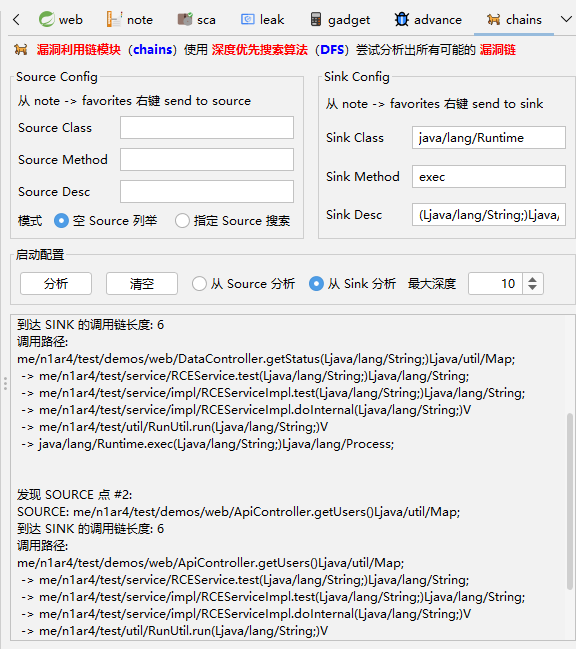 web note sca leak gadget advance chains
漏洞利用链模块（chains）使用 深度优先搜索算法（DFS）尝试分析出所有可能的 漏洞链
Source Config
从 note -> favorites 右键 send to source
Source Class
Source Method
Source Desc
模式 空 Source 列举 指定 Source 搜索
Sink Config
从 note -> favorites 右键 send to sink
Sink Class java/lang/Runtime
Sink Method exec
Sink Desc (Ljava/lang/String;)Ljava/
启动配置
分析 清空 从 Source 分析 从 Sink 分析 最大深度 10
到达 SINK 的调用链长度: 6
调用路径:
me/n1ar4/test/demos/web/DataController.getStatus(Ljava/lang/String;)Ljava/util/Map;
-> me/n1ar4/test/service/RCEService.test(Ljava/lang/String;)Ljava/lang/String;
-> me/n1ar4/test/service/impl/RCEServiceImpl.test(Ljava/lang/String;)Ljava/lang/String;
-> me/n1ar4/test/service/impl/RCEServiceImpl.doInternal(Ljava/lang/String;)V
-> me/n1ar4/test/util/RunUtil.run(Ljava/lang/String;)V
-> java/lang/Runtime.exec(Ljava/lang/String;)Ljava/lang/Process;
发现 SOURCE 点 #2:
SOURCE: me/n1ar4/test/demos/web/ApiController.getUsers()Ljava/util/Map;
到达 SINK 的调用链长度: 6
调用路径:
me/n1ar4/test/demos/web/ApiController.getUsers()Ljava/util/Map;
-> me/n1ar4/test/service/RCEService.test(Ljava/lang/String;)Ljava/lang/String;
-> me/n1ar4/test/service/impl/RCEServiceImpl.test(Ljava/lang/String;)Ljava/lang/String;
-> me/n1ar4/test/service/impl/RCEServiceImpl.doInternal(Ljava/lang/String;)V
-> me/n1ar4/test/util/RunUtil.run(Ljava/lang/String;)V